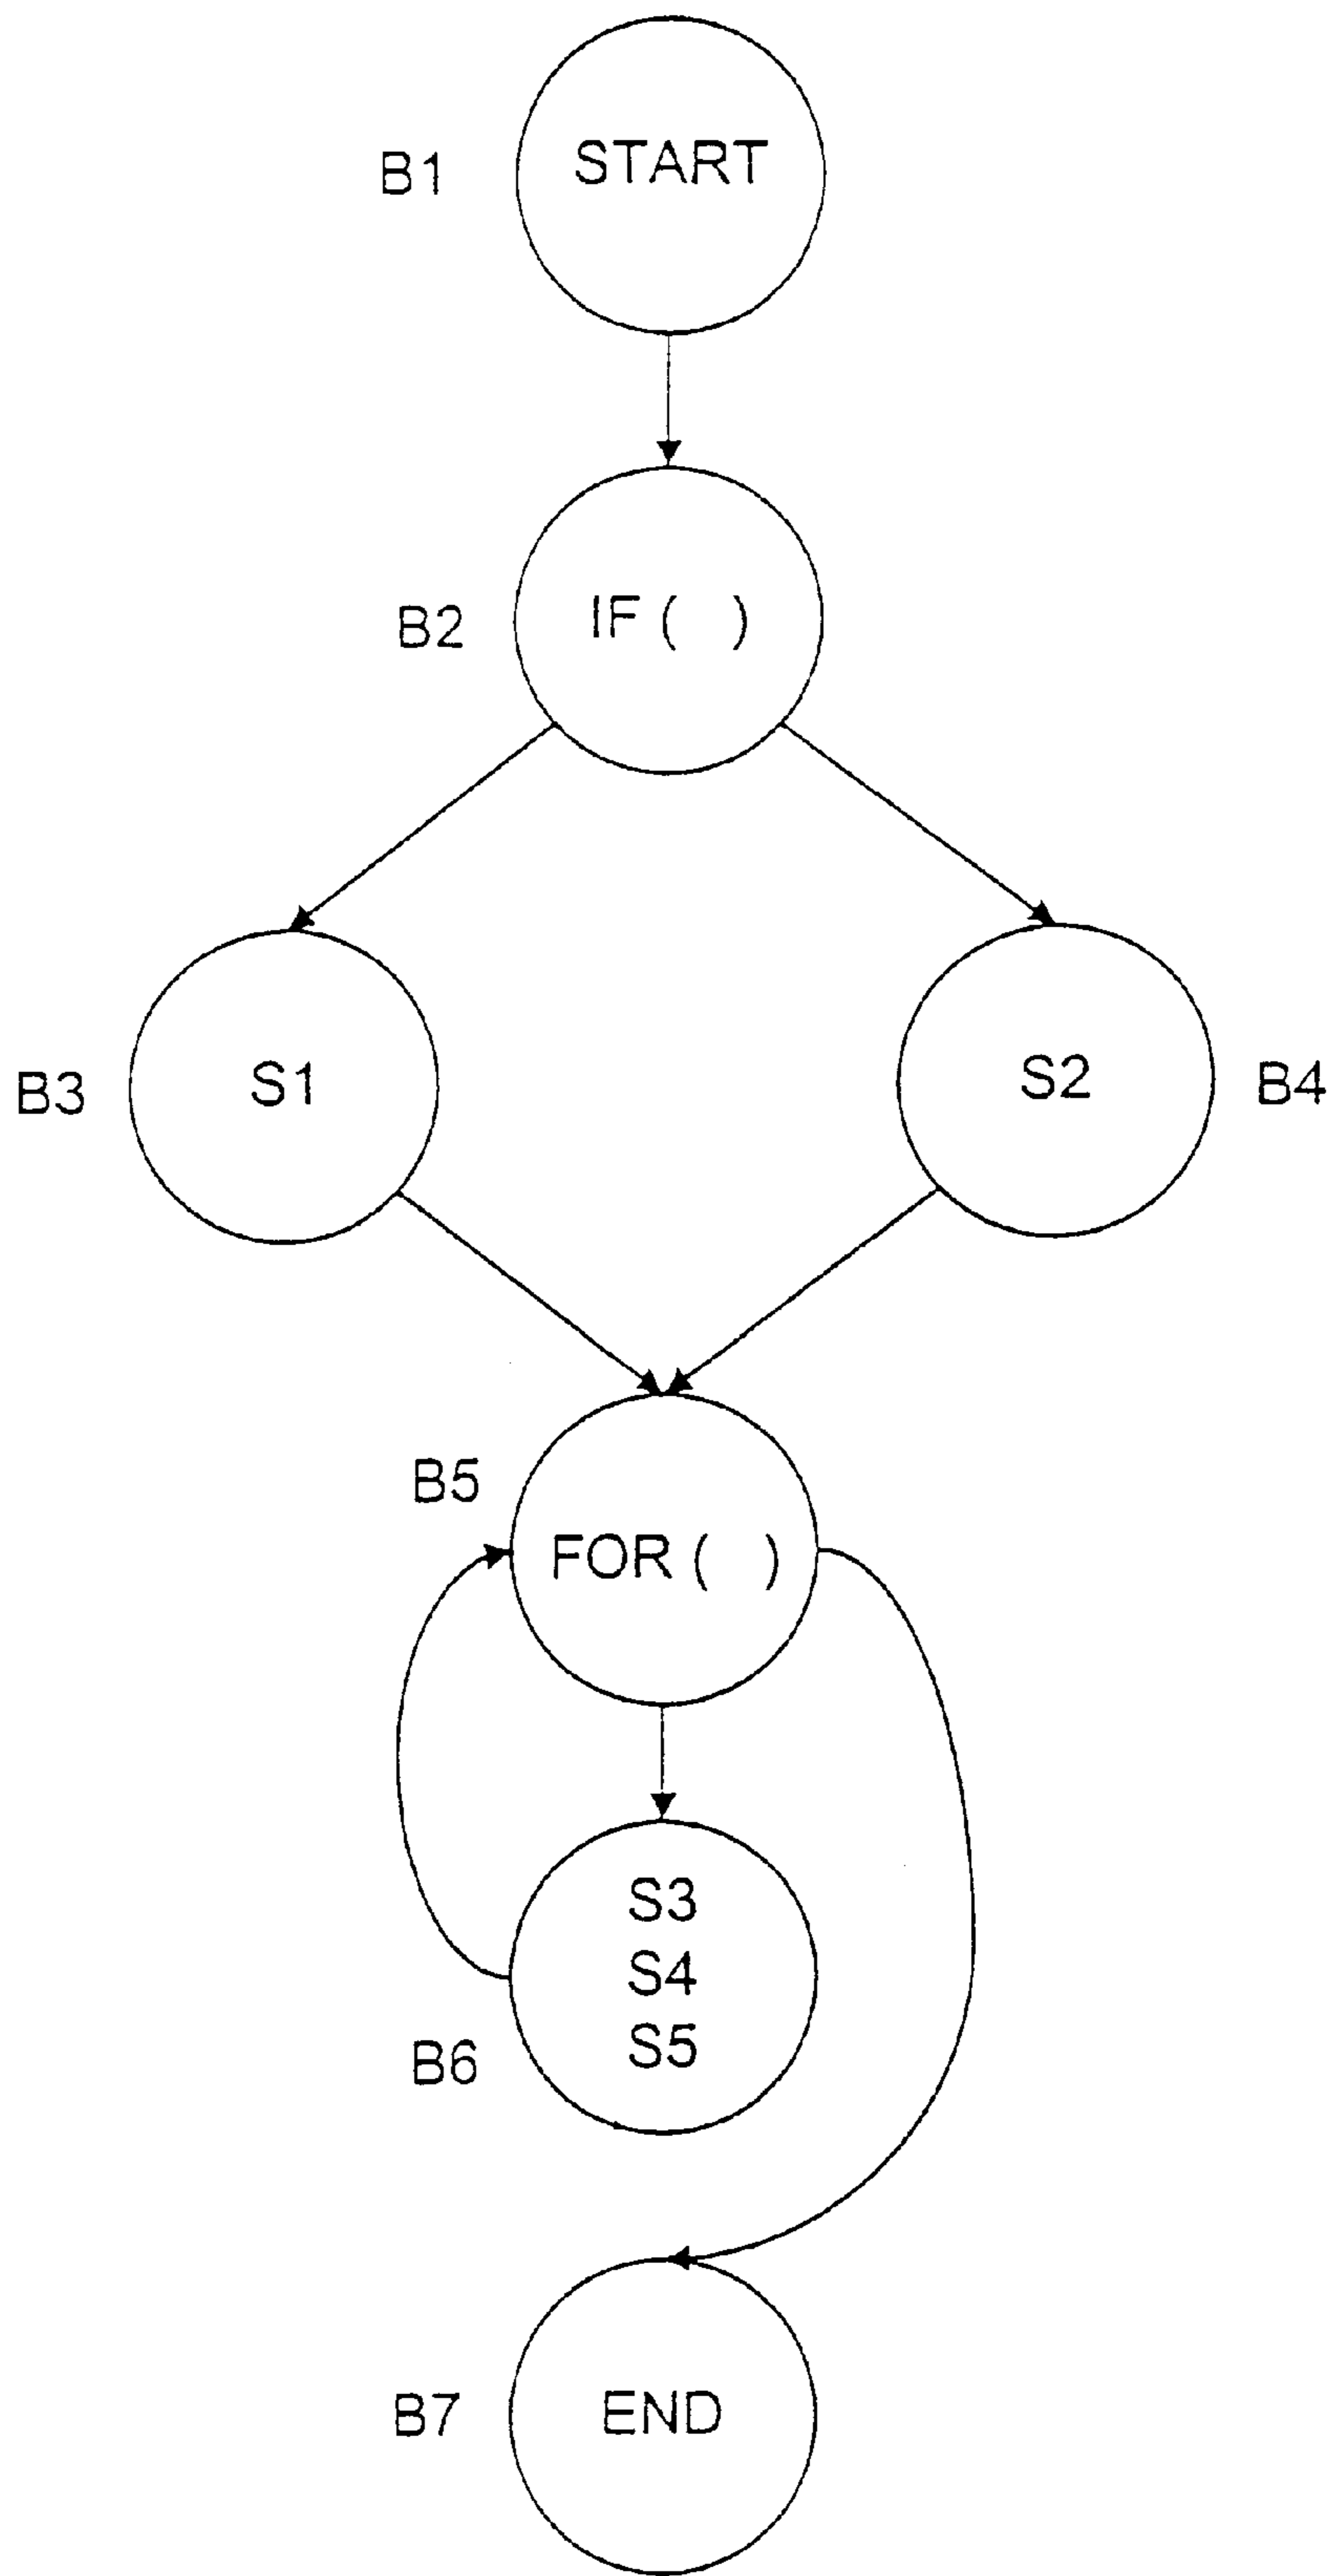 B1
START
B2
IF ( )
B3
S1
S2
B4
B5
FOR ( )
S3
S4
S5
B6
B7
END